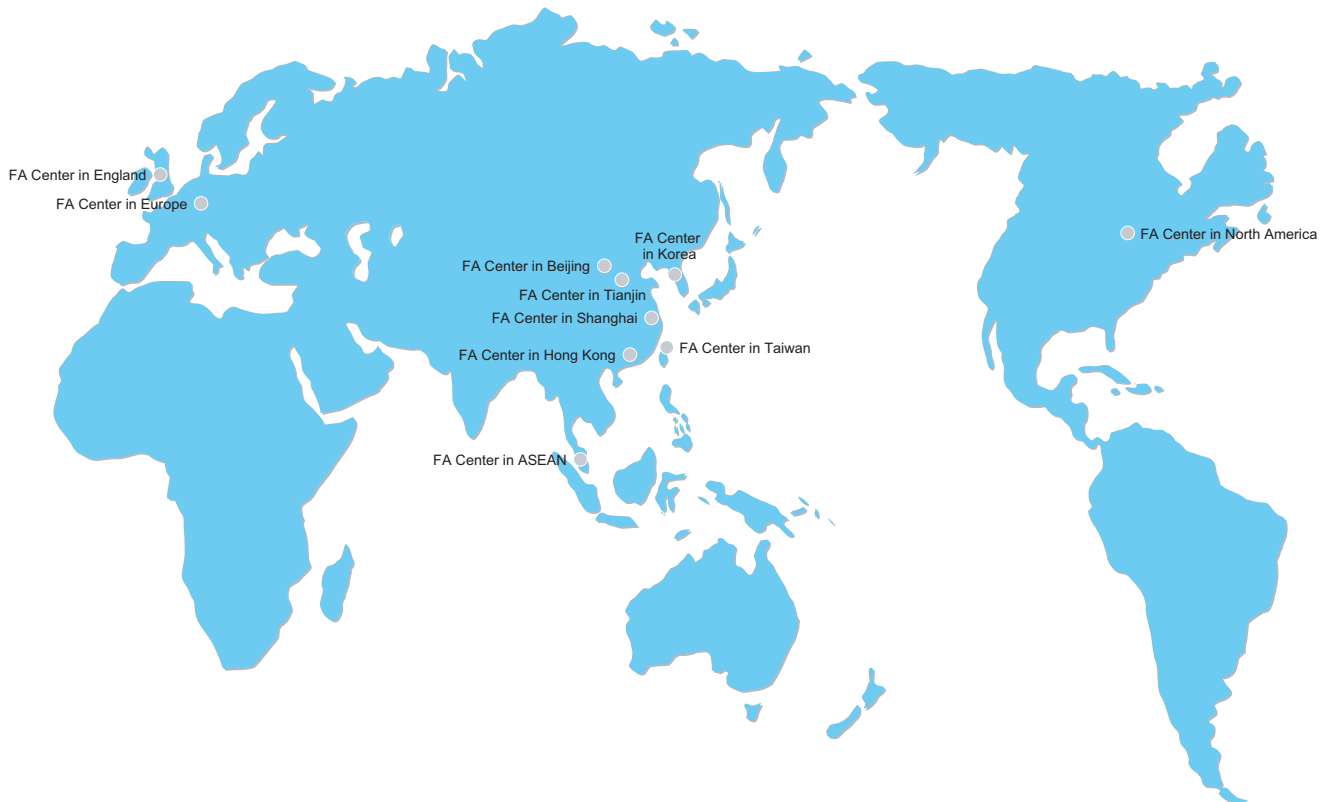 FA Center in England
FA Center in Europe
FA Center in North America
FA Center
in Korea
FA Center in Beijing
FA Center in Tianjin
FA Center in Shanghai
FA Center in Taiwan
FA Center in Hong Kong
FA Center in ASEAN